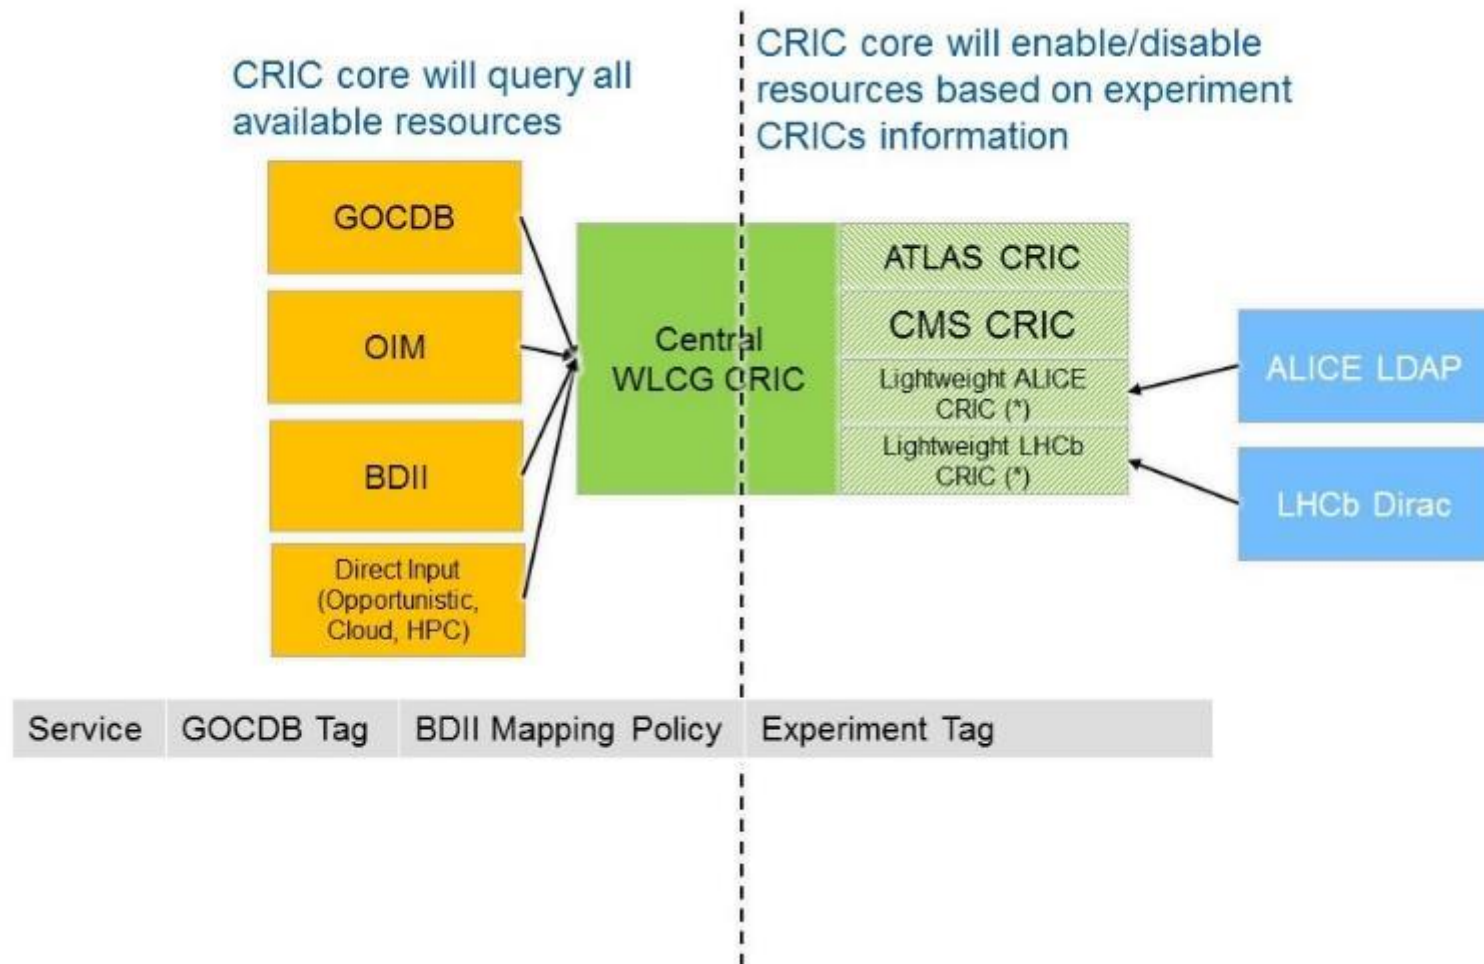 CRIC core will query all
available resources
CRIC core will enable/disable
resources based on experiment
CRICs information
GOCDB
OIM
BDII
Direct Input
(Opportunistic,
Cloud, HPC)
Central
WLCG CRIC
ATLAS CRIC
CMS CRIC
Lightweight ALICE
CRIC (*)
Lightweight LHCb
CRIC (*)
ALICE LDAP
LHCb Dirac
Service
GOCDB Tag
BDII Mapping Policy
Experiment Tag